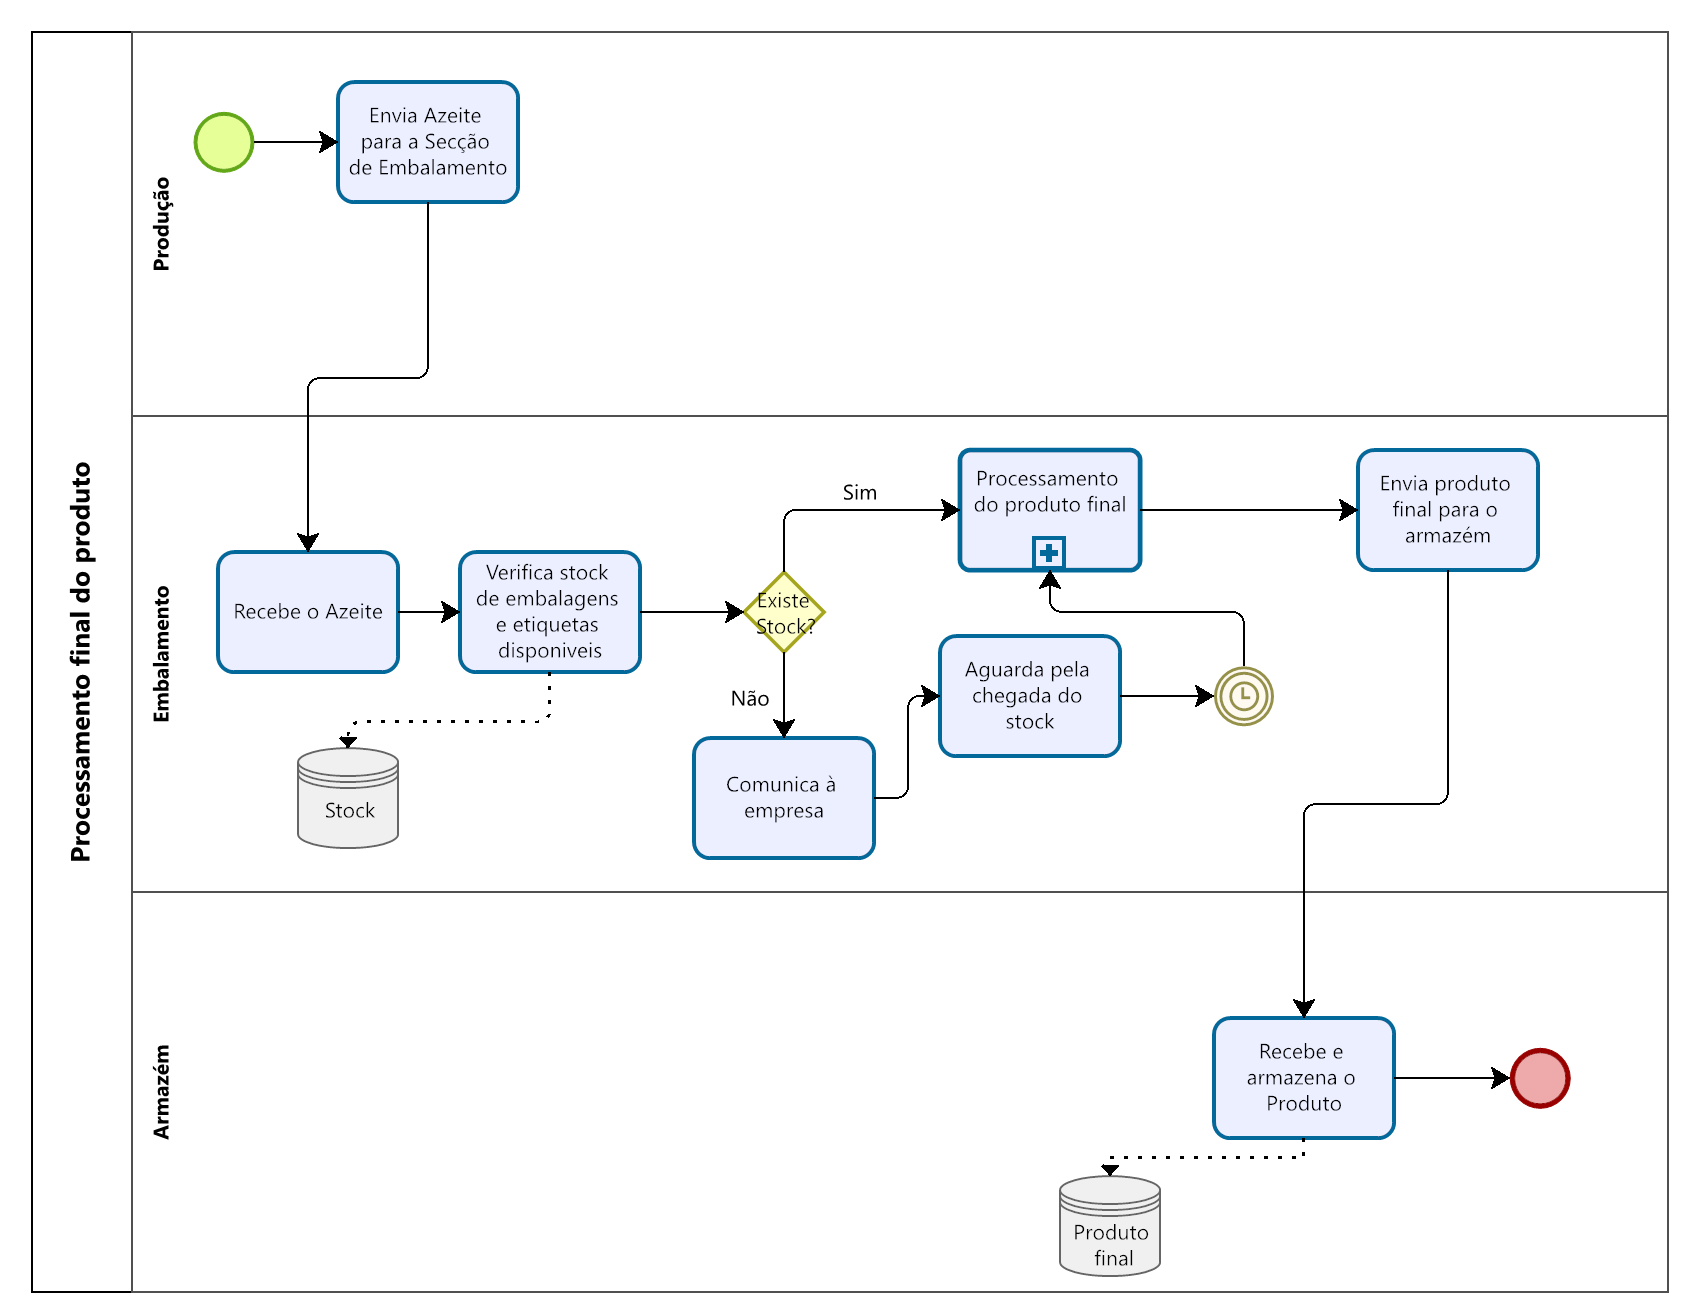 Processamento final do produto
Produção
Envia Azeite
para a Secção
de Embalamento
Embalamento
Recebe o Azeite
Verifica stock
de embalagens
e etiquetas
disponiveis
Stock
Existe
Stock?
Sim
Não
Processamento
do produto final
Comunica à
empresa
Aguarda pela
chegada do
stock
Envia produto
final para o
armazém
Armazém
Recebe e
armazena o
Produto
Produto
final